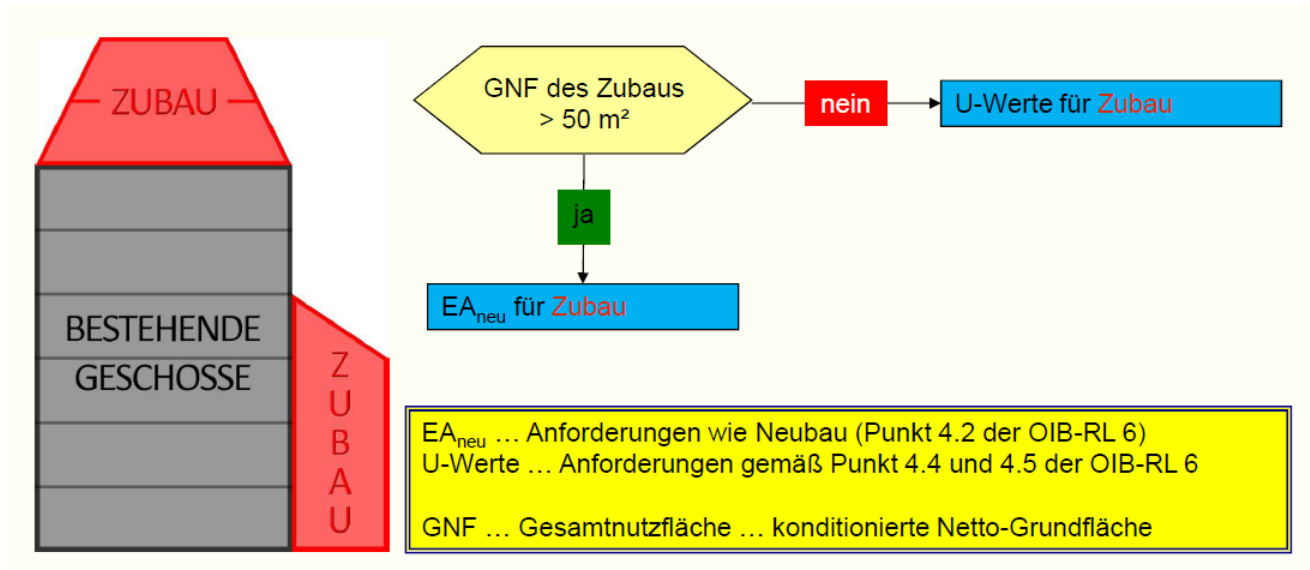 ZUBAU
BESTEHENDE
GESCHOSSE
Z
U
B
A
U
GNF des Zubaus
> 50 m²
nein
U-Werte für Zubau
ja
EAneu für Zubau
EAneu … Anforderungen wie Neubau (Punkt 4.2 der OIB-RL 6)
U-Werte … Anforderungen gemäß Punkt 4.4 und 4.5 der OIB-RL 6
GNF … Gesamtnutzfläche … konditionierte Netto-Grundfläche